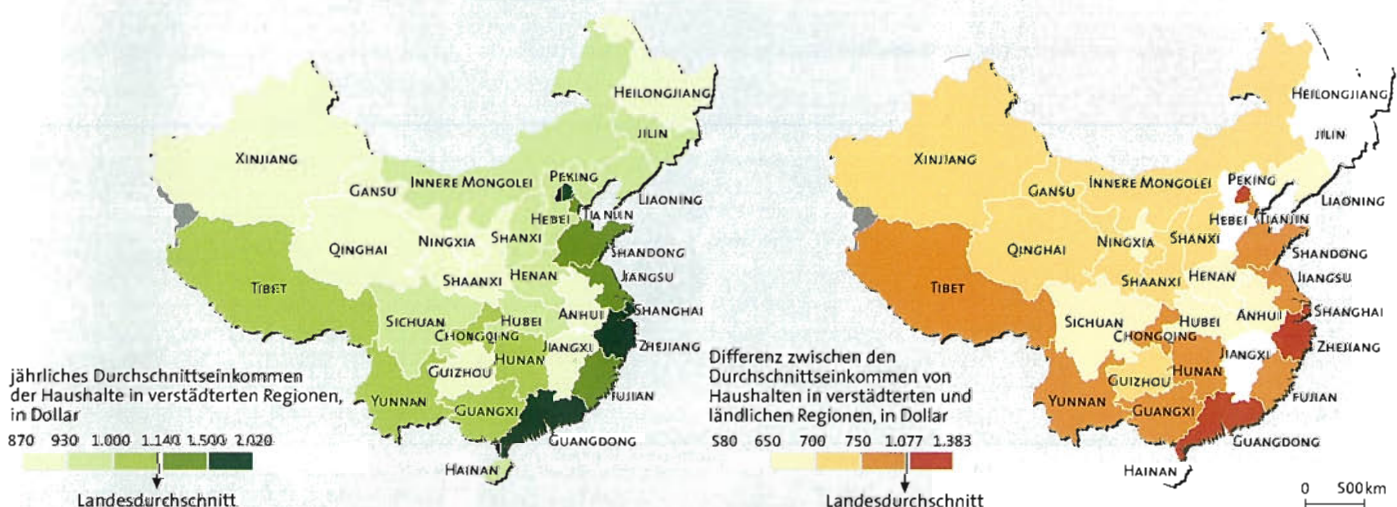 HEILONGJIANG
JILIN
XINJIANG
PEKING
INNERE MONGOLEI
GANSU
LIAONING
HEBEI
TIANJIN
NINGXIA
SHANXI
QINGHAI
SHANDONG
HENAN
JIANGSU
SHAANXI
TIBET
SHANGHAI
ANHUI
SICHUAN
HUBEI
CHONGQING
ZHEJIANG
JIANGXI
HUNAN
GUIZHOU
FUJIAN
YUNNAN
GUANGXI
GUANGDONG
HAINAN
jährliches Durchschnittseinkommen
der Haushalte in verstädterten Regionen,
in Dollar
870 930 1.000 1.140 1.500 2.020
Landesdurchschnitt
HEILONGJIANG
JILIN
XINJIANG
PEKING
INNERE MONGOLEI
GANSU
LIAONING
HEBEI
TIANJIN
NINGXIA
SHANXI
QINGHAI
SHANDONG
HENAN
JIANGSU
SHAANXI
TIBET
SHANGHAI
ANHUI
SICHUAN
HUBEI
CHONGQING
ZHEJIANG
JIANGXI
HUNAN
GUIZHOU
FUJIAN
YUNNAN
GUANGXI
GUANGDONG
HAINAN
Differenz zwischen den
Durchschnittseinkommen von
Haushalten in verstädterten und
ländlichen Regionen, in Dollar
580 650 700 750 1.077 1.383
Landesdurchschnitt
0 500 km